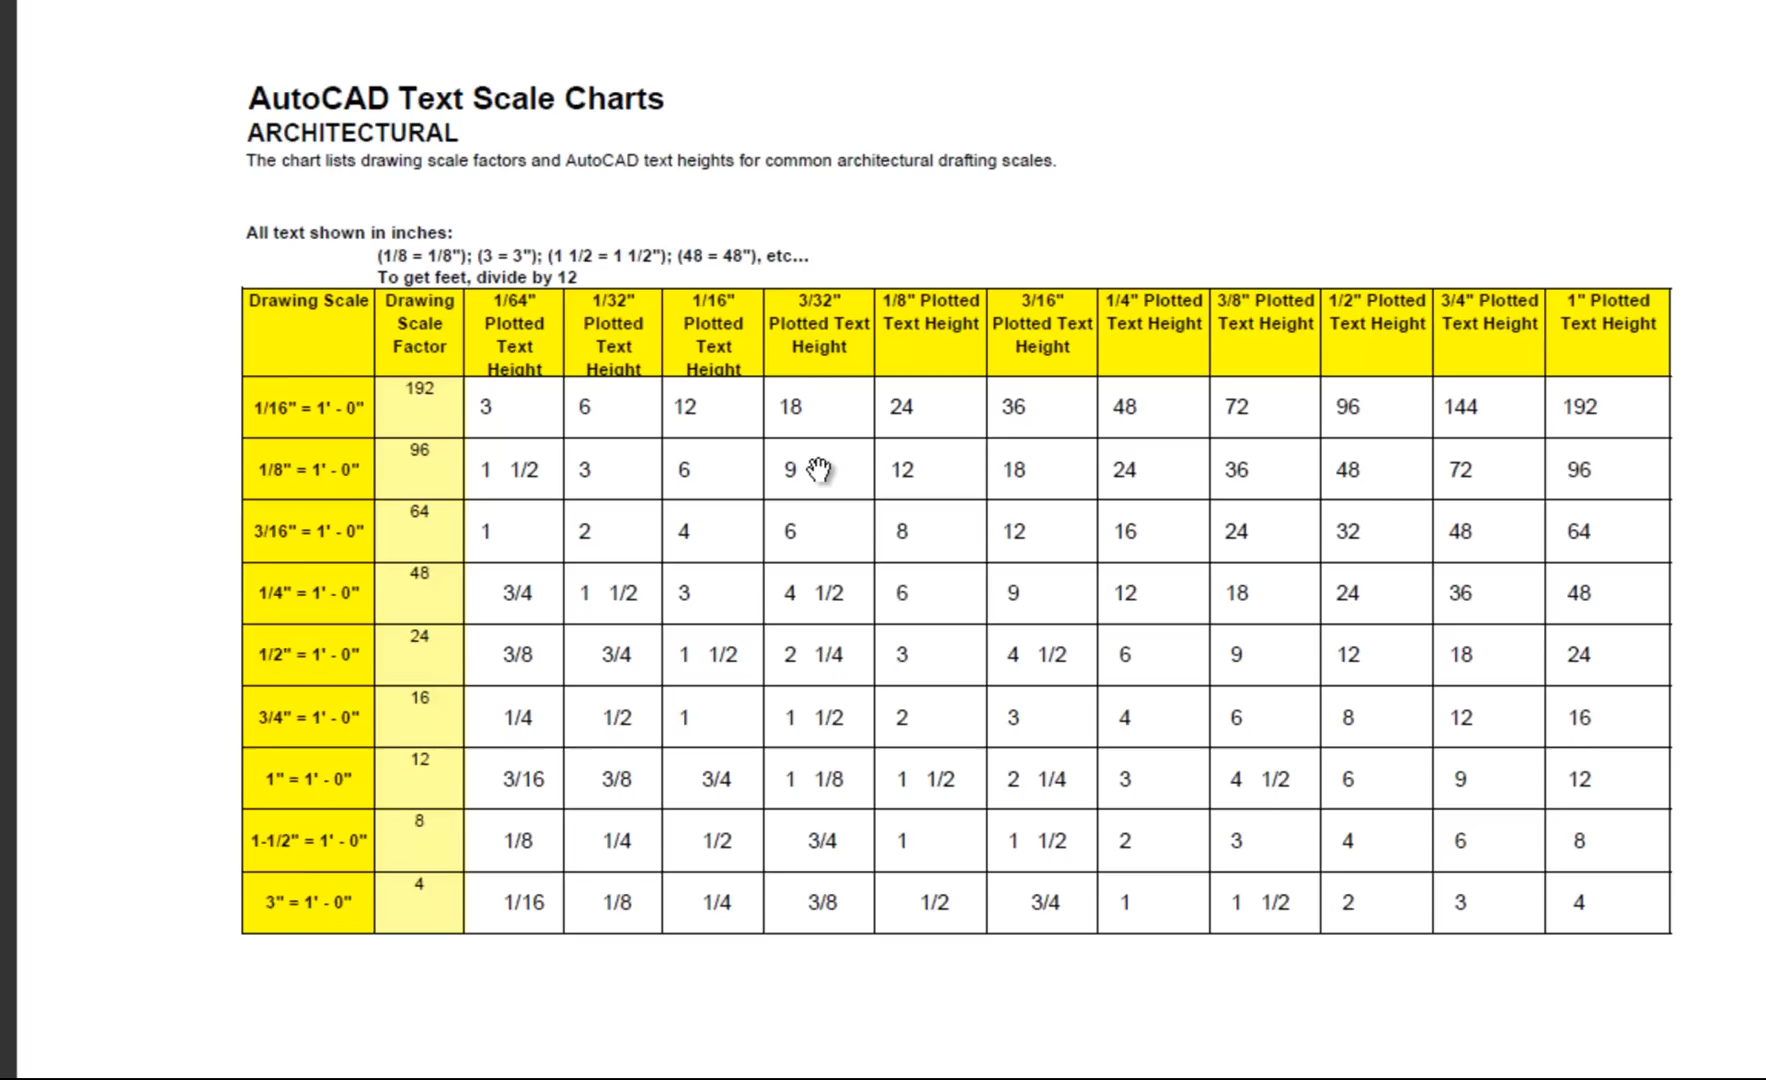 AutoCAD Text Scale Charts
ARCHITECTURAL
The chart lists drawing scale factors and AutoCAD text heights for common architectural drafting scales.
All text shown in inches:
(1/8 = 1/8"); (3 = 3"); (1 1/2 = 1 1/2"); (48 = 48"), etc...
To get feet, divide by 12
Drawing Scale Drawing Scale Factor 1/64" Plotted Text Height 1/32" Plotted Text Height 1/16" Plotted Text Height 3/32" Plotted Text Height 1/8" Plotted Text Height 3/16" Plotted Text Height 1/4" Plotted Text Height 3/8" Plotted Text Height 1/2" Plotted Text Height 3/4" Plotted Text Height 1" Plotted Text Height
1/16" = 1' - 0" 192 3 6 12 18 24 36 48 72 96 144 192
1/8" = 1' - 0" 96 1 1/2 3 6 9 12 18 24 36 48 72 96
3/16" = 1' - 0" 64 1 2 4 6 8 12 16 24 32 48 64
1/4" = 1' - 0" 48 3/4 1 1/2 3 4 1/2 6 9 12 18 24 36 48
1/2" = 1' - 0" 24 3/8 3/4 1 1/2 2 1/4 3 4 1/2 6 9 12 18 24
3/4" = 1' - 0" 16 1/4 1/2 1 1 1/2 2 3 4 6 8 12 16
1" = 1' - 0" 12 3/16 3/8 3/4 1 1/8 1 1/2 2 1/4 3 4 1/2 6 9 12
1-1/2" = 1' - 0" 8 1/8 1/4 1/2 3/4 1 1 1/2 2 3 4 6 8
3" = 1' - 0" 4 1/16 1/8 1/4 3/8 1/2 3/4 1 1 1/2 2 3 4